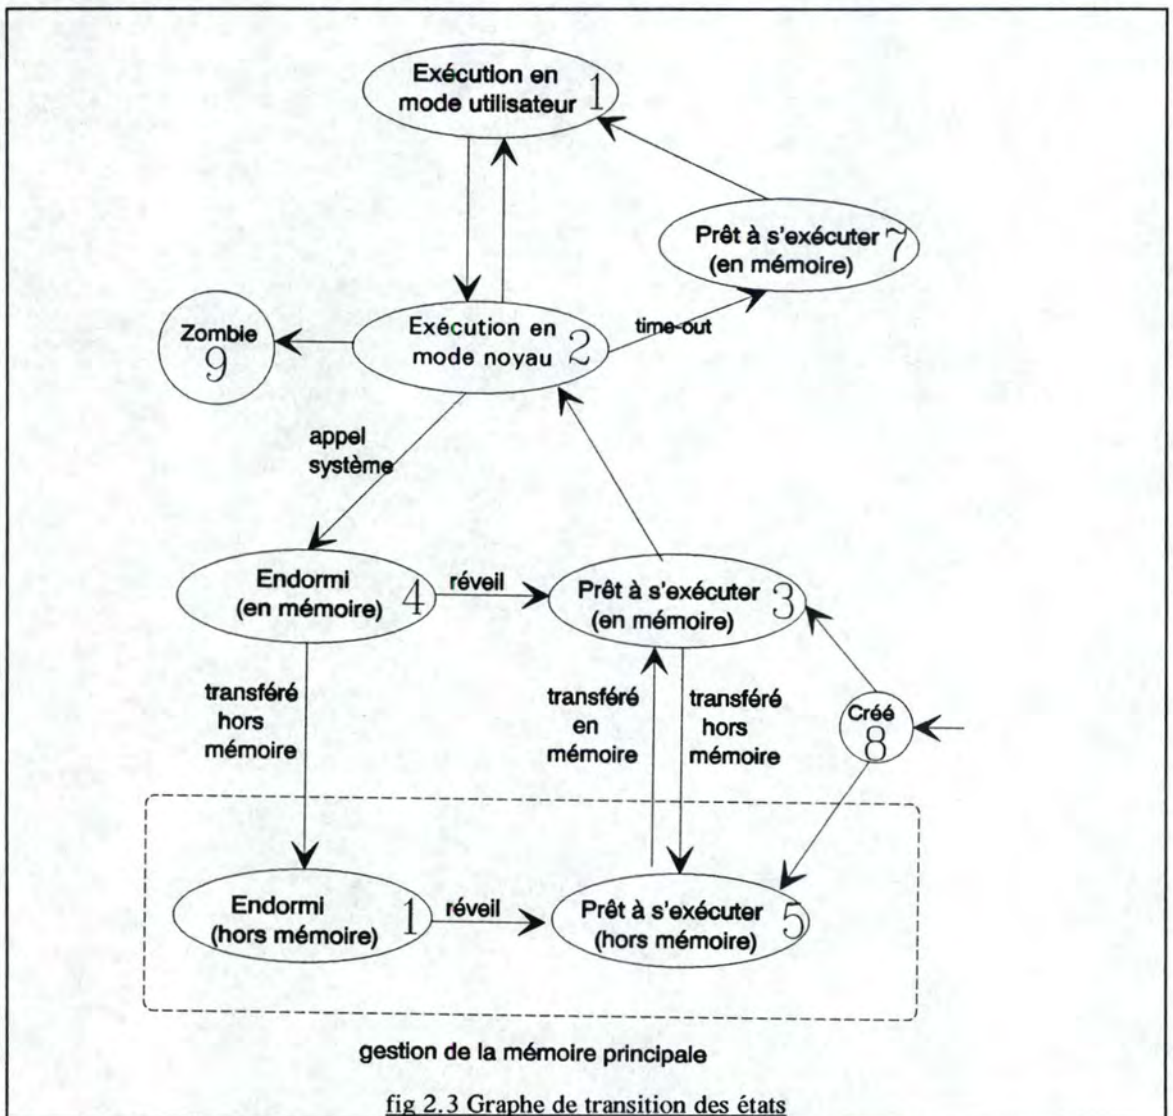 Exécution en
mode utilisateur 1
Prêt à s'exécuter 7
(en mémoire)
Zombie
9
Exécution en
mode noyau 2
time-out
appel
système
Endormi
(en mémoire) 4
réveil
Prêt à s'exécuter 3
(en mémoire)
transféré
hors
mémoire
transféré
en
mémoire
transféré
hors
mémoire
Créé
8
Endormi
(hors mémoire) 1
réveil
Prêt à s'exécuter 5
(hors mémoire)
gestion de la mémoire principale
fig 2.3 Graphe de transition des états